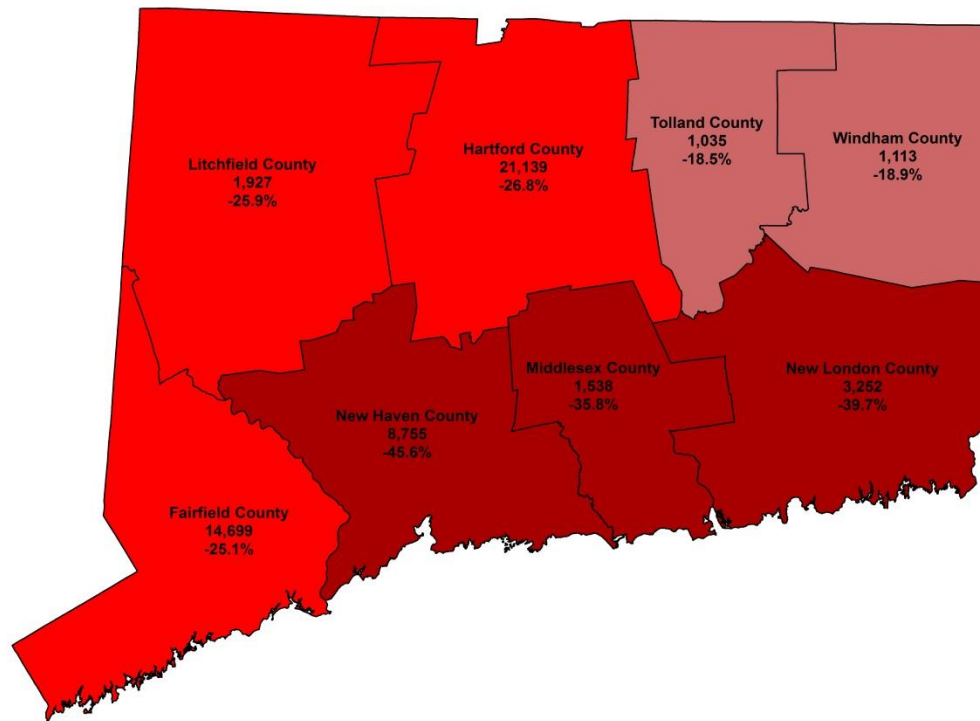 Tolland County
1,035
-18.5%
Windham County
1,113
-18.9%
Hartford County
21,139
-26.8%
Litchfield County
1,927
-25.9%
Middlesex County
1,538
-35.8%
New London County
3,252
-39.7%
New Haven County
8,755
-45.6%
Fairfield County
14,699
-25.1%